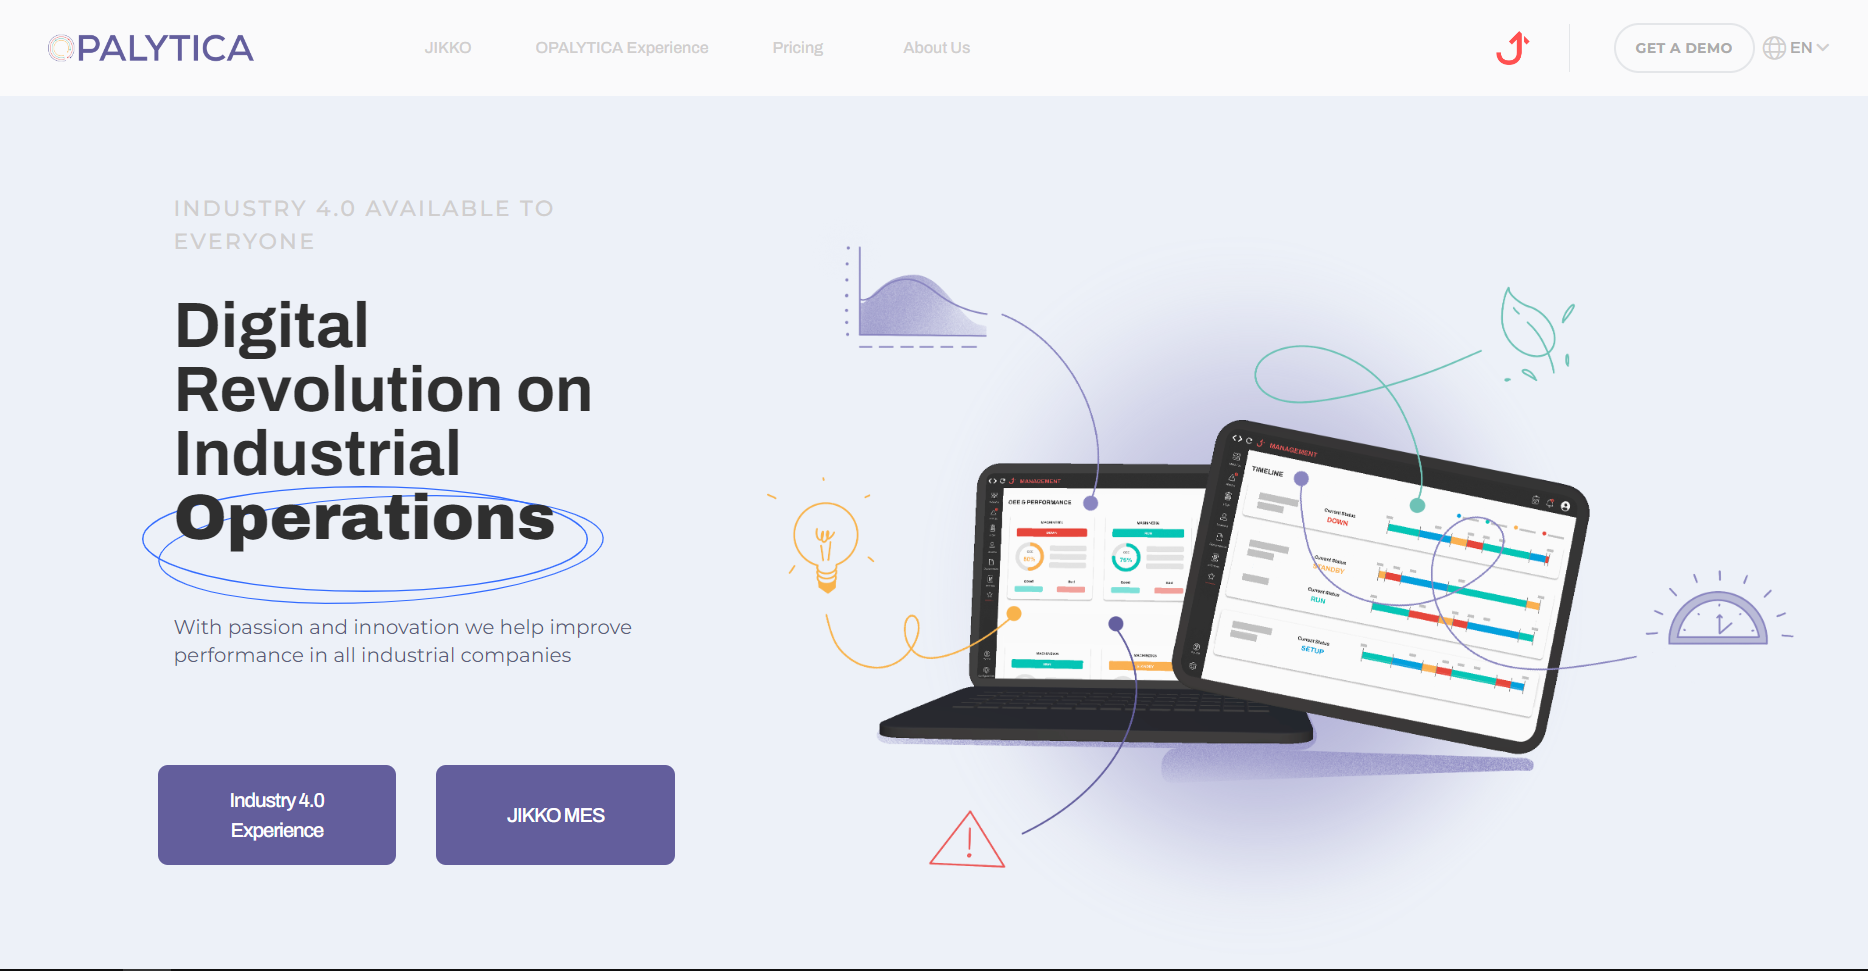 OPALYTICA
JIKKO
OPALYTICA Experience
Pricing
About Us
GET A DEMO
EN
INDUSTRY 4.0 AVAILABLE TO
EVERYONE
Digital
Revolution on
Industrial
Operations
With passion and innovation we help improve
performance in all industrial companies
Industry 4.0
Experience
JIKKO MES
MANAGEMENT
OEE & PERFORMANCE
80%
75%
MANAGEMENT
TIMELINE
Current Status
DOWN
Current Status
STANDBY
Current Status
RUN
Current Status
SETUP